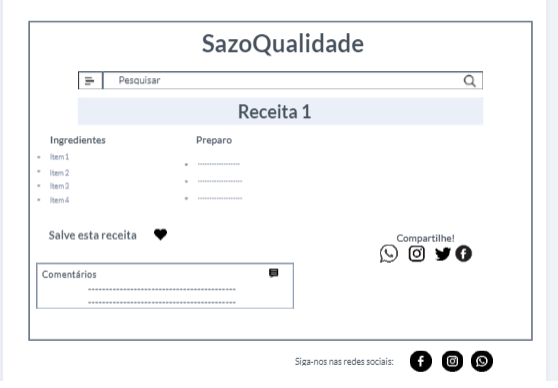 SazoQualidade
Pesquisar
Receita 1
Ingredientes
Item 1
Item 2
Item 3
Item 4
Preparo
Salve esta receita
Compartilhe!
Comentários
Siga-nos nas redes sociais: